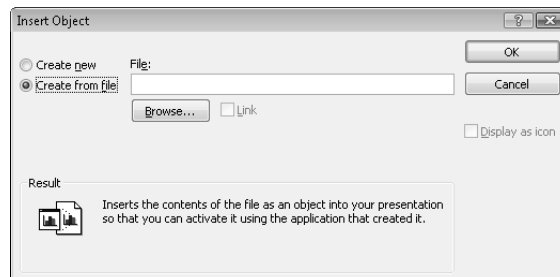 Insert Object
OK
Create new
File:
Create from file
Cancel
Browse...
Link
Display as icon
Result
Inserts the contents of the file as an object into your presentation
so that you can activate it using the application that created it.